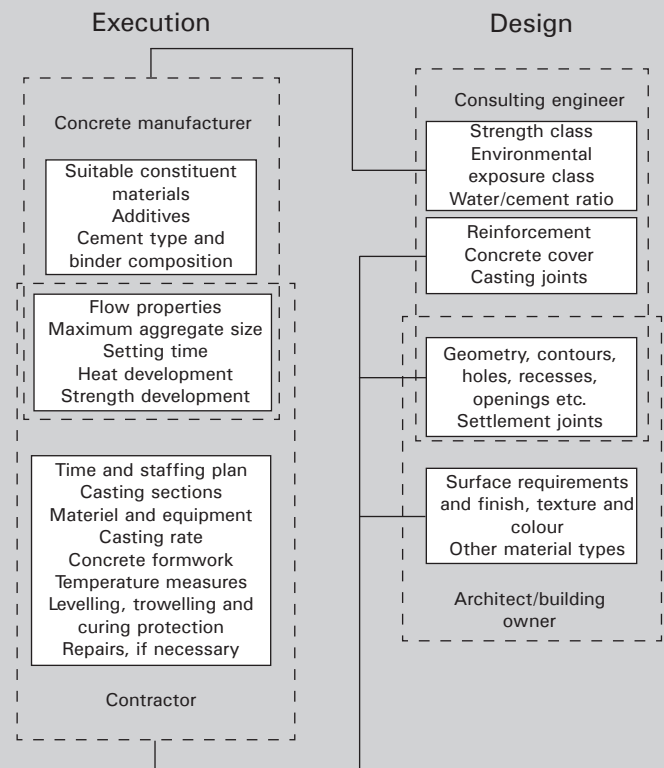 Execution
Concrete manufacturer
Suitable constituent
materials
Additives
Cement type and
binder composition
Flow properties
Maximum aggregate size
Setting time
Heat development
Strength development
Time and staffing plan
Casting sections
Materiel and equipment
Casting rate
Concrete formwork
Temperature measures
Levelling, trowelling and
curing protection
Repairs, if necessary
Contractor
Design
Consulting engineer
Strength class
Environmental
exposure class
Water/cement ratio
Reinforcement
Concrete cover
Casting joints
Geometry, contours,
holes, recesses,
openings etc.
Settlement joints
Surface requirements
and finish, texture and
colour
Other material types
Architect/building
owner